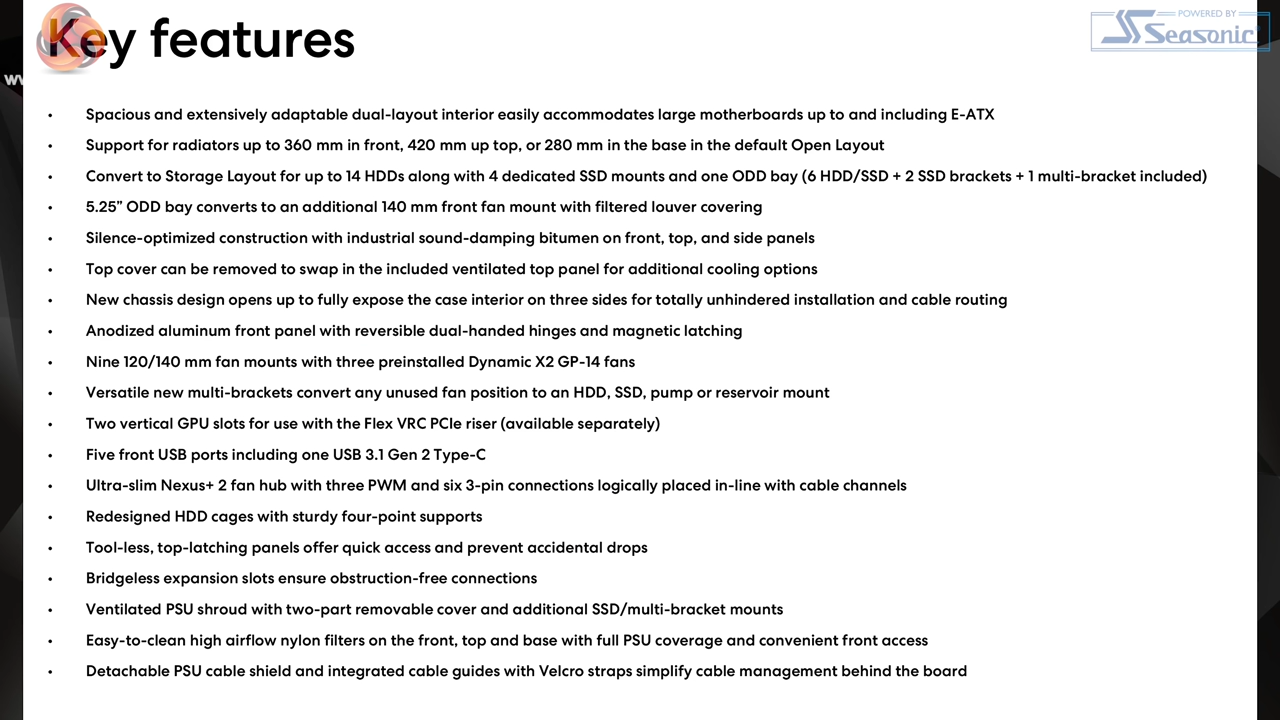 Key features
POWERED BY
Seasonic
• Spacious and extensively adaptable dual-layout interior easily accommodates large motherboards up to and including E-ATX
• Support for radiators up to 360 mm in front, 420 mm up top, or 280 mm in the base in the default Open Layout
• Convert to Storage Layout for up to 14 HDDs along with 4 dedicated SSD mounts and one ODD bay (6 HDD/SSD + 2 SSD brackets + 1 multi-bracket included)
• 5.25” ODD bay converts to an additional 140 mm front fan mount with filtered louver covering
• Silence-optimized construction with industrial sound-damping bitumen on front, top, and side panels
• Top cover can be removed to swap in the included ventilated top panel for additional cooling options
• New chassis design opens up to fully expose the case interior on three sides for totally unhindered installation and cable routing
• Anodized aluminum front panel with reversible dual-handed hinges and magnetic latching
• Nine 120/140 mm fan mounts with three preinstalled Dynamic X2 GP-14 fans
• Versatile new multi-brackets convert any unused fan position to an HDD, SSD, pump or reservoir mount
• Two vertical GPU slots for use with the Flex VRC PCIe riser (available separately)
• Five front USB ports including one USB 3.1 Gen 2 Type-C
• Ultra-slim Nexus+ 2 fan hub with three PWM and six 3-pin connections logically placed in-line with cable channels
• Redesigned HDD cages with sturdy four-point supports
• Tool-less, top-latching panels offer quick access and prevent accidental drops
• Bridgeless expansion slots ensure obstruction-free connections
• Ventilated PSU shroud with two-part removable cover and additional SSD/multi-bracket mounts
• Easy-to-clean high airflow nylon filters on the front, top and base with full PSU coverage and convenient front access
• Detachable PSU cable shield and integrated cable guides with Velcro straps simplify cable management behind the board